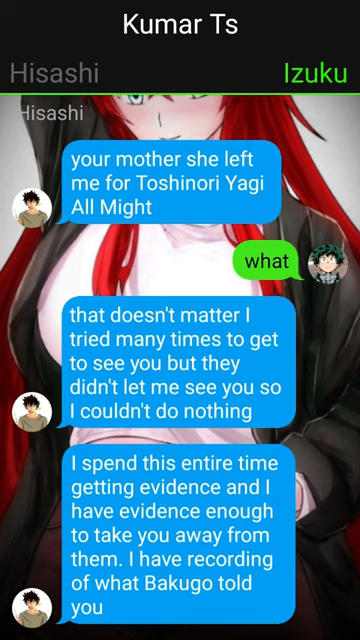 Kumar Ts
Hisashi
Izuku
Hisashi
your mother she left
me for Toshinori Yagi
All Might
what
that doesn't matter I
tried many times to get
to see you but they
didn't let me see you so
I couldn't do nothing
I spend this entire time
getting evidence and I
have evidence enough
to take you away from
them. I have recording
of what Bakugo told
you